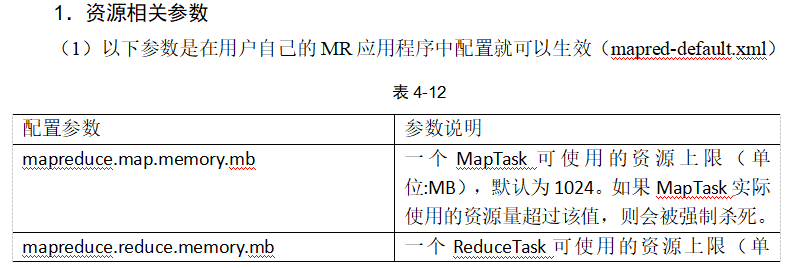 1．资源相关参数
（1）以下参数是在用户自己的 MR 应用程序中配置就可以生效（mapred-default.xml）
表 4-12
配置参数
参数说明
mapreduce.map.memory.mb
一个 MapTask 可使用的资源上限（单
位:MB），默认为 1024。如果 MapTask 实际
使用的资源量超过该值，则会被强制杀死。
mapreduce.reduce.memory.mb
一个 ReduceTask 可使用的资源上限（单